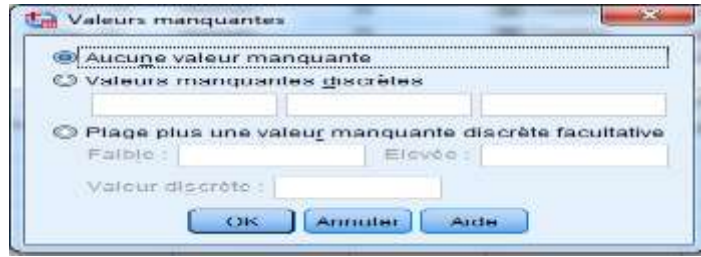 Valeurs manquantes
Aucune valeur manquante
Valeurs manquantes discrètes
Plage plus une valeur manquante discrète facultative
Faible : Elevée :
Valeur discrète :
OK Annuler Aide